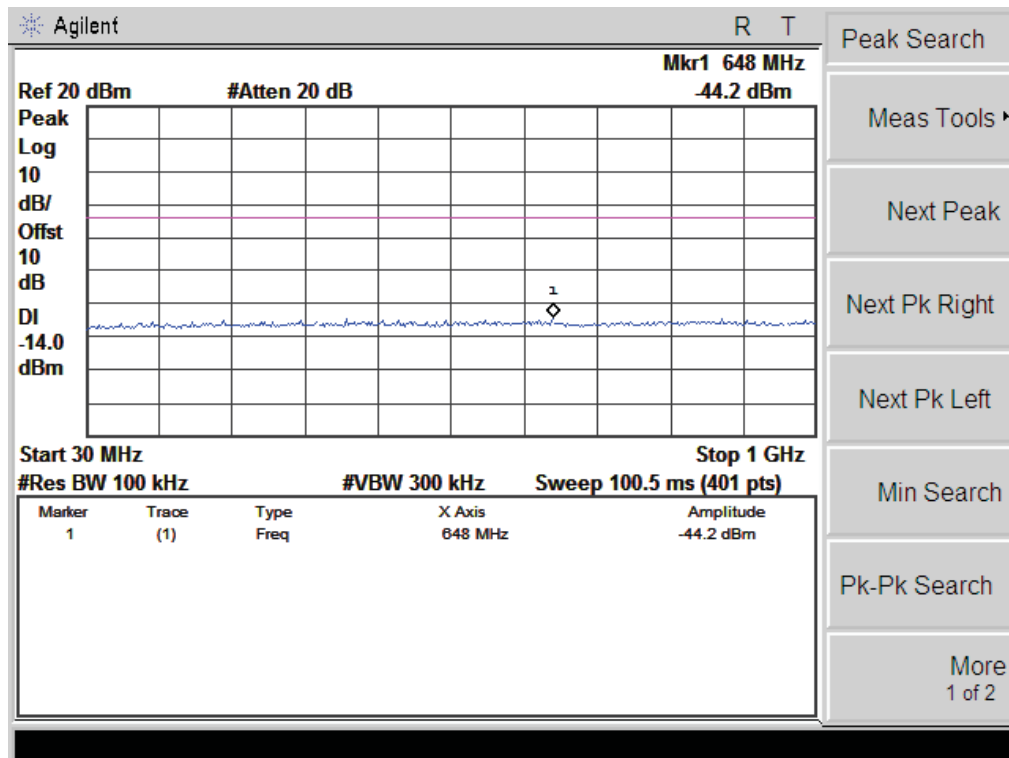 Agilent R T
Mkr1 648 MHz
Ref 20 dBm #Atten 20 dB -44.2 dBm
Peak
Log
10
dB/
Offst
10
dB
DI
-14.0
dBm
1
Start 30 MHz Stop 1 GHz
#Res BW 100 kHz #VBW 300 kHz Sweep 100.5 ms (401 pts)
Marker Trace Type X Axis Amplitude
1 (1) Freq 648 MHz -44.2 dBm
Peak Search
Meas Tools
Next Peak
Next Pk Right
Next Pk Left
Min Search
Pk-Pk Search
More
1 of 2